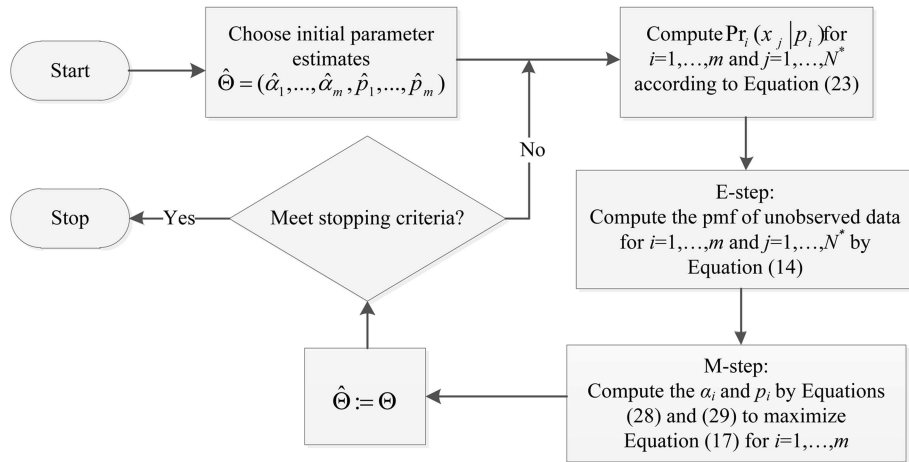 Start
Choose initial parameter
estimates
Θ̂ = (α̂₁,...,α̂ₘ, p̂₁,..., p̂ₘ)
Compute Prᵢ(xⱼ|pᵢ) for
i=1,…,m and j=1,…,N*
according to Equation (23)
No
E-step:
Compute the pmf of unobserved data
for i=1,…,m and j=1,…,N* by
Equation (14)
Stop
Yes
Meet stopping criteria?
M-step:
Compute the αᵢ and pᵢ by Equations
(28) and (29) to maximize
Equation (17) for i=1,…,m
Θ̂ := Θ